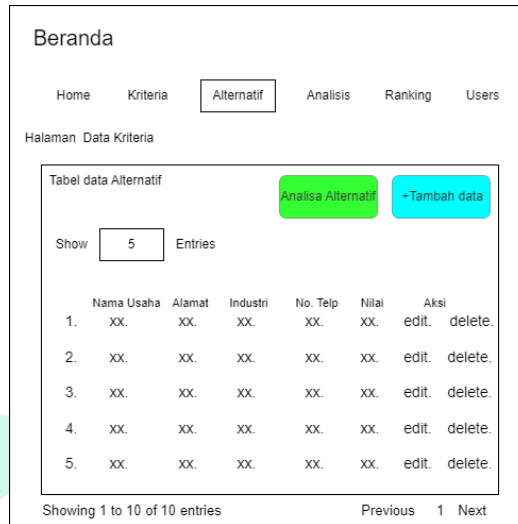 Beranda
Home Kriteria Alternatif Analisis Ranking Users
Halaman Data Kriteria
Tabel data Alternatif Analisa Alternatif +Tambah data
Show 5 Entries
Nama Usaha Alamat Industri No. Telp Nilai Aksi
1. xx. xx. xx. xx. xx. edit. delete.
2. xx. xx. xx. xx. xx. edit. delete.
3. xx. xx. xx. xx. xx. edit. delete.
4. xx. xx. xx. xx. xx. edit. delete.
5. xx. xx. xx. xx. xx. edit. delete.
Showing 1 to 10 of 10 entries Previous 1 Next